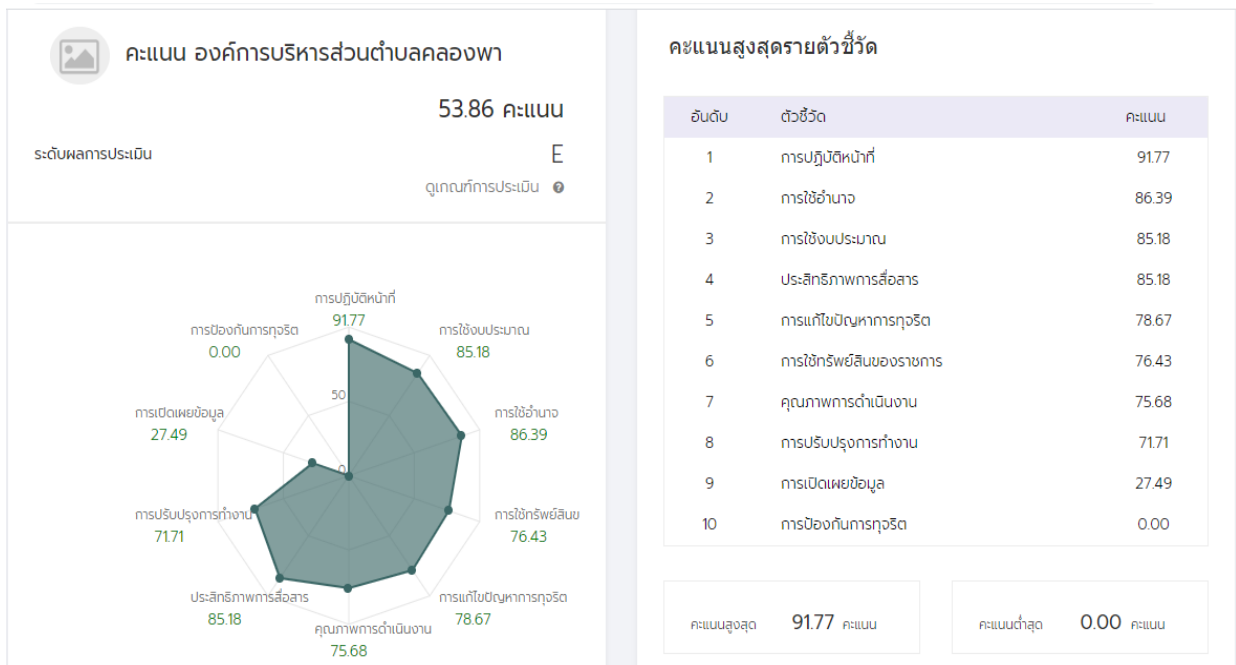 คะแนน องค์การบริหารส่วนตำบลคลองพา
53.86 คะแนน
ระดับผลการประเมิน E
ดูเกณฑ์การประเมิน
การปฏิบัติหน้าที่
91.77
การป้องกันการทุจริต
0.00
การใช้งบประมาณ
85.18
50
การเปิดเผยข้อมูล
27.49
การใช้อำนาจ
86.39
0
การปรับปรุงการทำงาน
71.71
การใช้ทรัพย์สินข
76.43
ประสิทธิภาพการสื่อสาร
85.18
การแก้ไขปัญหาการทุจริต
78.67
คุณภาพการดำเนินงาน
75.68
คะแนนสูงสุดรายตัวชี้วัด
อันดับ ตัวชี้วัด คะแนน
1 การปฏิบัติหน้าที่ 91.77
2 การใช้อำนาจ 86.39
3 การใช้งบประมาณ 85.18
4 ประสิทธิภาพการสื่อสาร 85.18
5 การแก้ไขปัญหาการทุจริต 78.67
6 การใช้ทรัพย์สินของราชการ 76.43
7 คุณภาพการดำเนินงาน 75.68
8 การปรับปรุงการทำงาน 71.71
9 การเปิดเผยข้อมูล 27.49
10 การป้องกันการทุจริต 0.00
คะแนนสูงสุด 91.77 คะแนน
คะแนนต่ำสุด 0.00 คะแนน